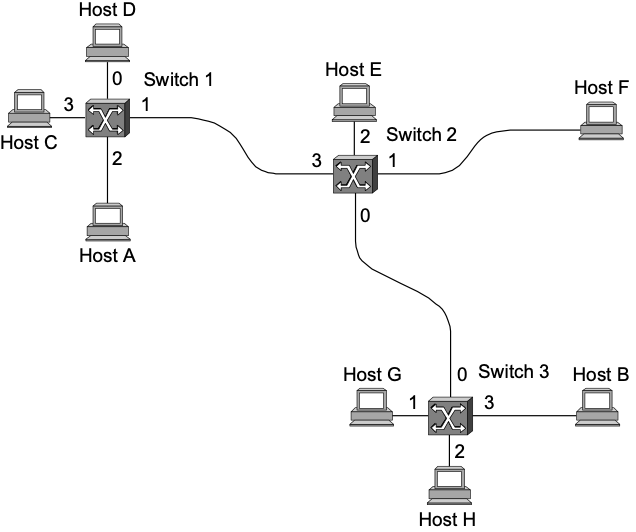 Host D
0
Switch 1
3
1
Host C
2
Host A
Host E
2
Switch 2
Host F
3
1
0
0
Switch 3
Host G
Host B
1
3
2
Host H